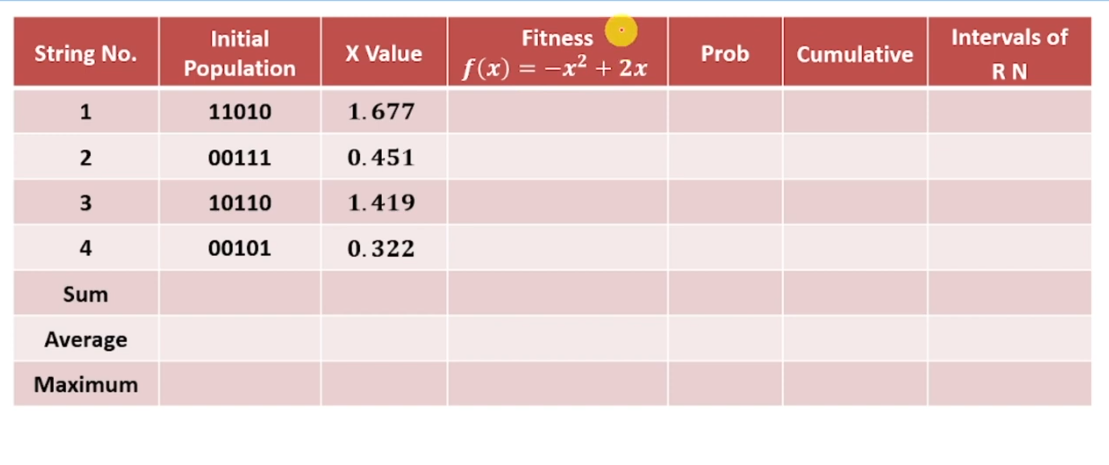 String No. Initial Population X Value Fitness f(x) = −x² + 2x Prob Cumulative Intervals of R N
1 11010 1.677
2 00111 0.451
3 10110 1.419
4 00101 0.322
Sum
Average
Maximum